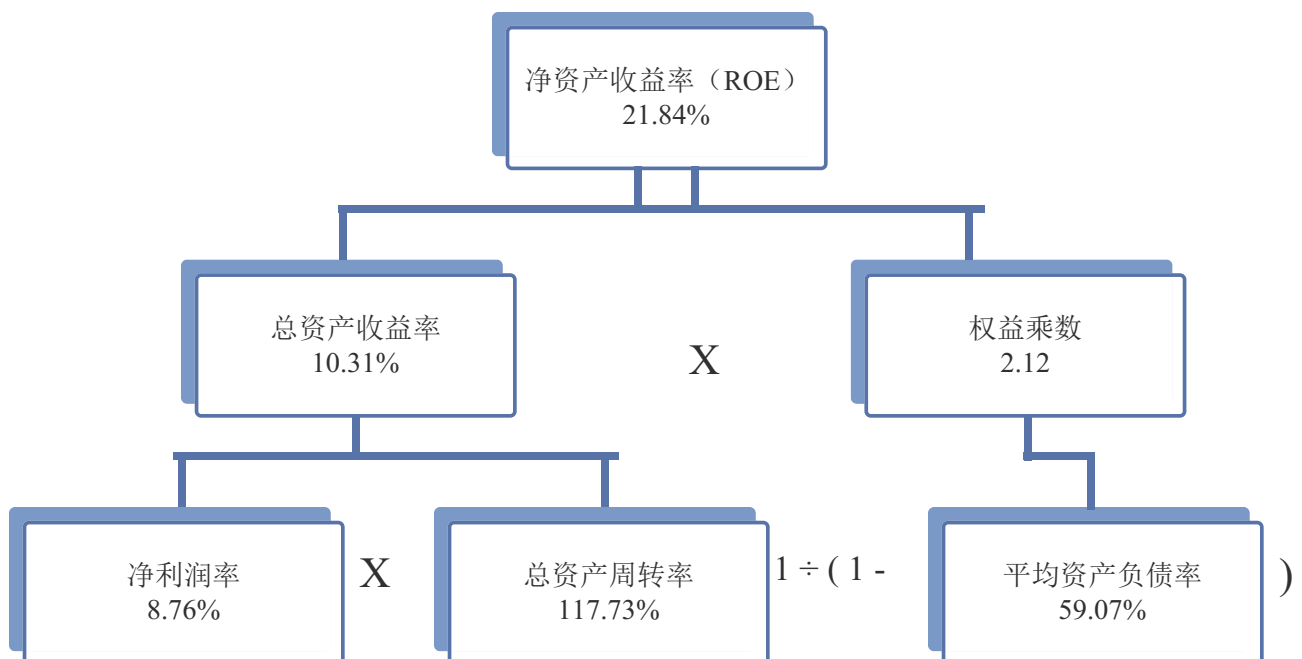 净资产收益率（ROE）
21.84%
总资产收益率
10.31%
X
权益乘数
2.12
净利润率
8.76%
X
总资产周转率
117.73%
1 ÷ ( 1 -
平均资产负债率
59.07%
)